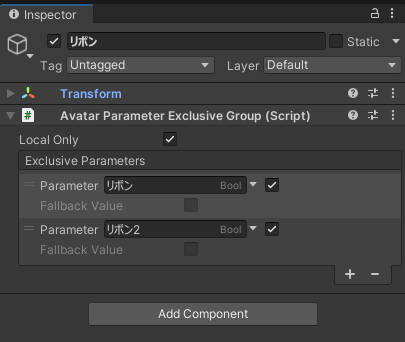 Inspector
リボン Static
Tag Untagged Layer Default
Transform
# Avatar Parameter Exclusive Group (Script)
Local Only
Exclusive Parameters
Parameter リボン Bool
Fallback Value
Parameter リボン2 Bool
Fallback Value
+ −
Add Component